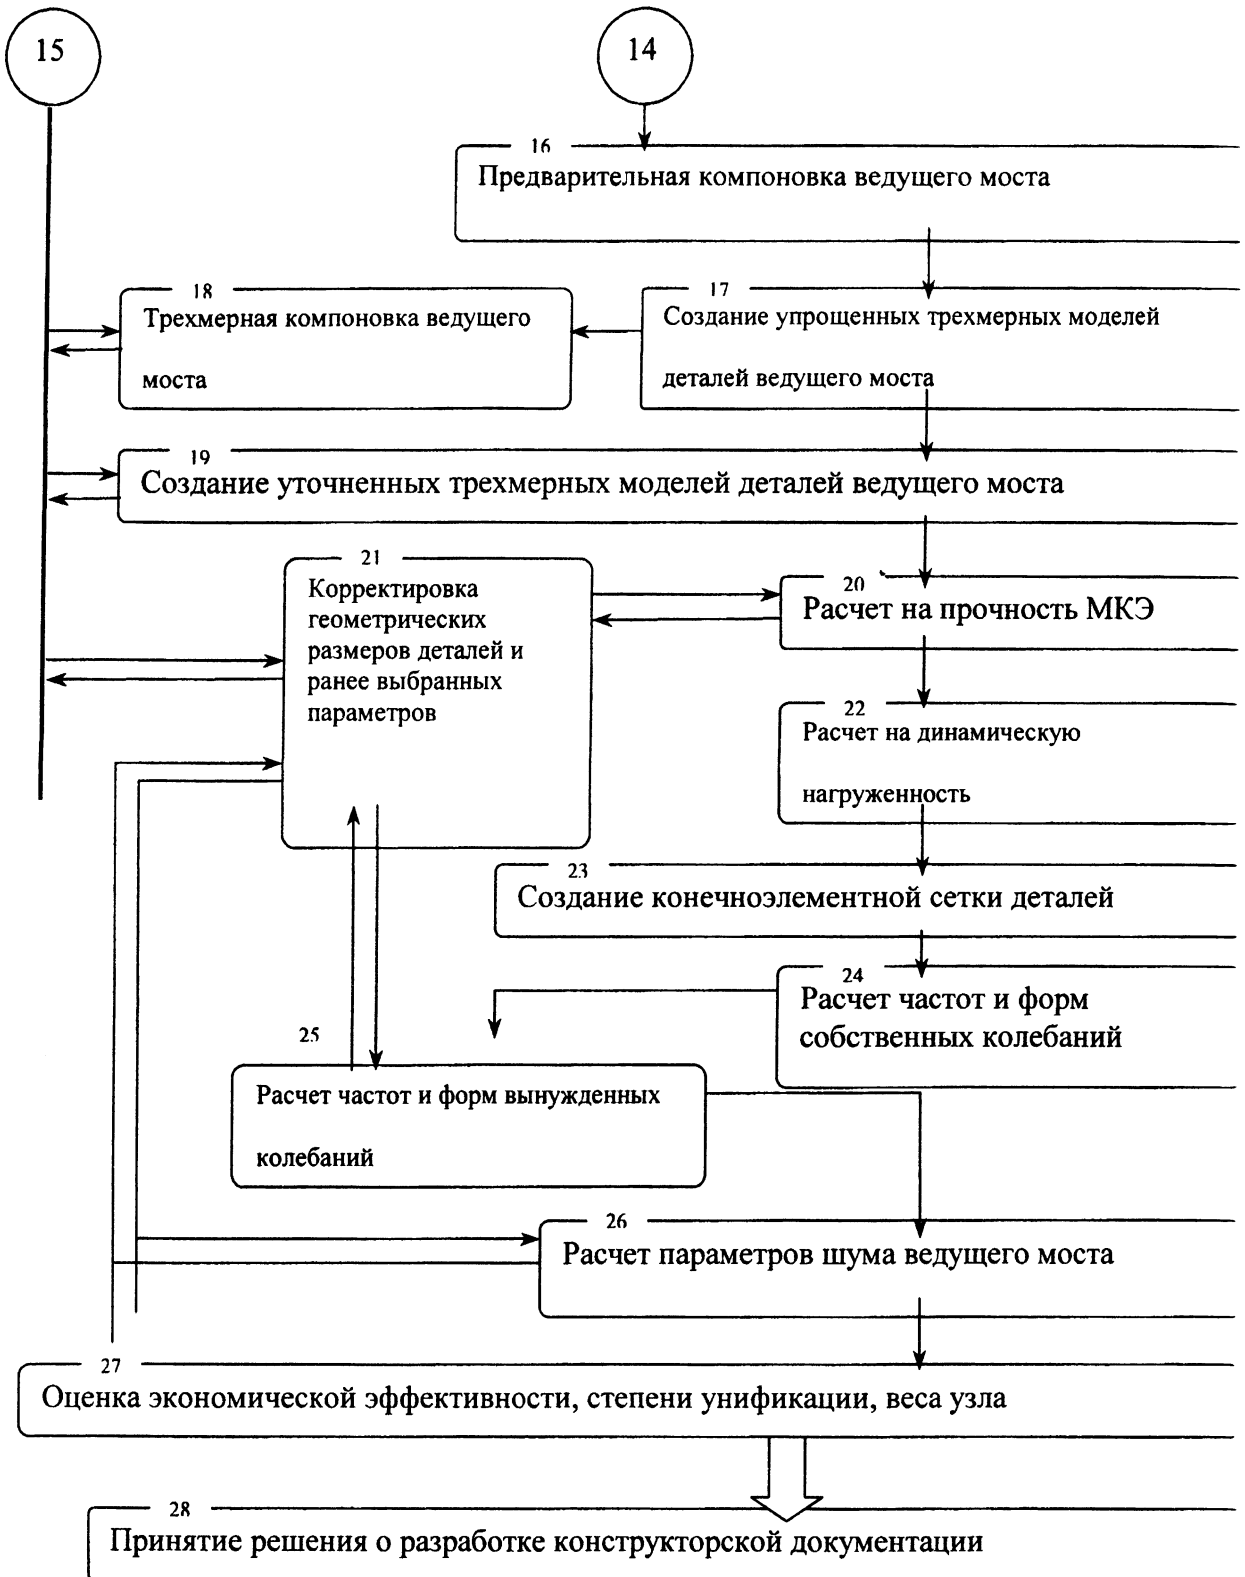 15
14
16
Предварительная компоновка ведущего моста
18
Трехмерная компоновка ведущего
моста
17
Создание упрощенных трехмерных моделей
деталей ведущего моста
19
Создание уточненных трехмерных моделей деталей ведущего моста
21
Корректировка
геометрических
размеров деталей и
ранее выбранных
параметров
20
Расчет на прочность МКЭ
22
Расчет на динамическую
нагруженность
23
Создание конечноэлементной сетки деталей
24
Расчет частот и форм
собственных колебаний
25
Расчет частот и форм вынужденных
колебаний
26
Расчет параметров шума ведущего моста
27
Оценка экономической эффективности, степени унификации, веса узла
28
Принятие решения о разработке конструкторской документации